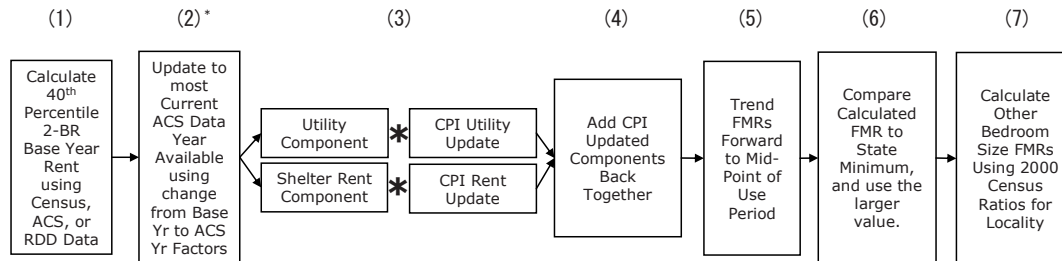 (1)
(2)*
(3)
(4)
(5)
(6)
(7)
Calculate
40th
Percentile
2-BR
Base Year
Rent using
Census,
ACS, or
RDD Data
Update to
most
Current
ACS Data
Year
Available
using
change
from Base
Yr to ACS
Yr Factors
Utility
Component
*
CPI Utility
Update
Shelter Rent
Component
*
CPI Rent
Update
Add CPI
Updated
Components
Back
Together
Trend
FMRs
Forward
to Mid-
Point of
Use
Period
Compare
Calculated
FMR to
State
Minimum,
and use the
larger
value.
Calculate
Other
Bedroom
Size FMRs
Using 2000
Census
Ratios for
Locality